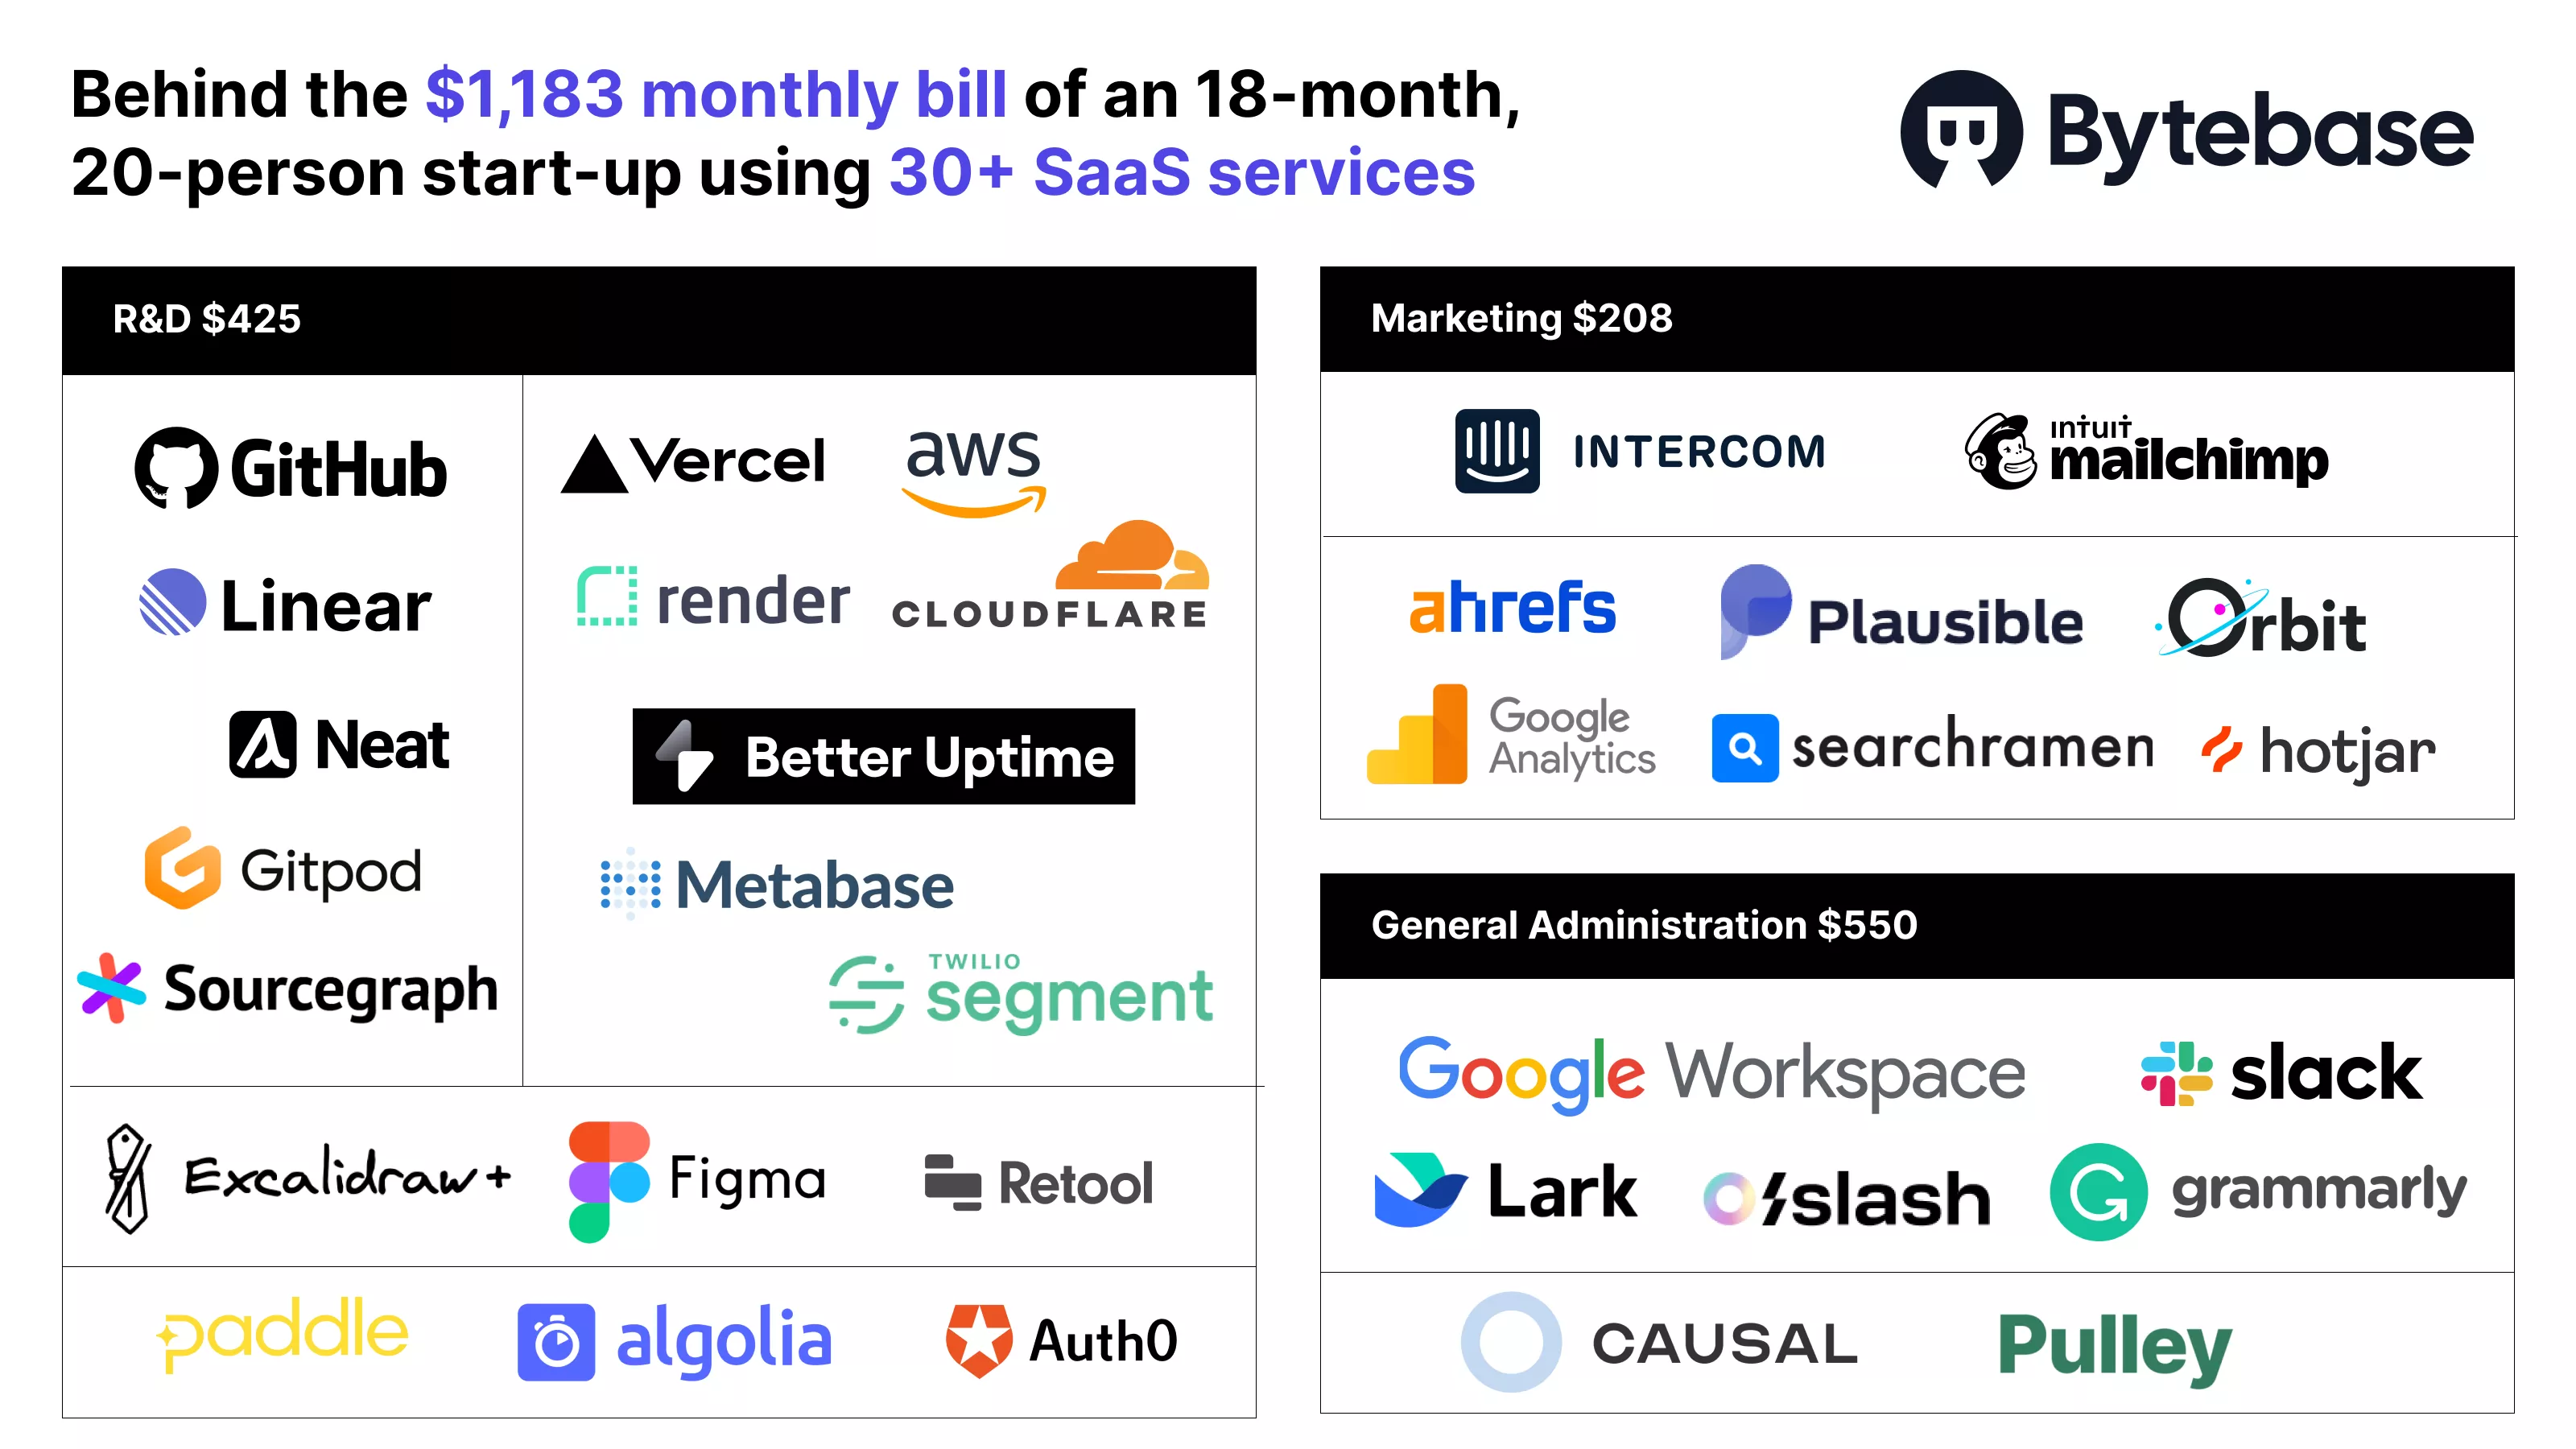 Behind the $1,183 monthly bill of an 18-month,
20-person start-up using 30+ SaaS services
Bytebase
R&D $425
GitHub
Linear
Neat
Gitpod
Sourcegraph
Vercel
aws
render
CLOUDFLARE
Better Uptime
Metabase
TWILIO
segment
Excalidraw+
Figma
Retool
paddle
algolia
Auth0
Marketing $208
INTERCOM
INTUIT
mailchimp
ahrefs
Plausible
Orbit
Google
Analytics
searchramen
hotjar
General Administration $550
Google Workspace
slack
Lark
slash
grammarly
CAUSAL
Pulley